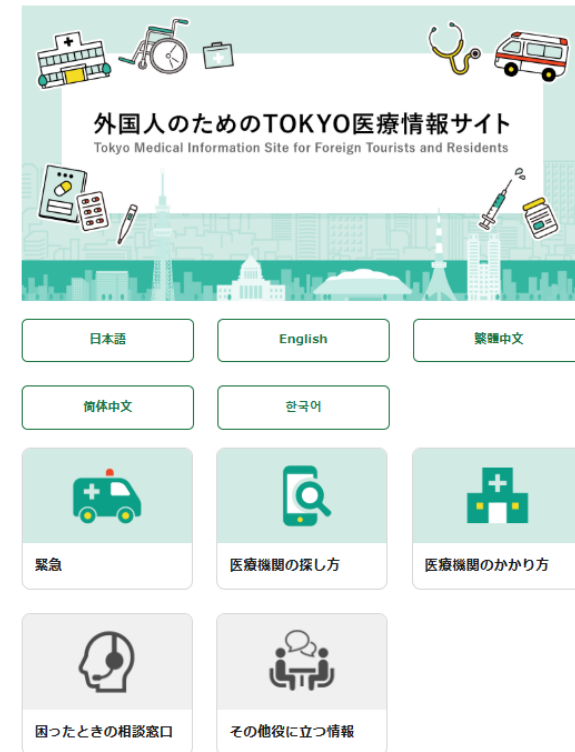 外国人のためのTOKYO医療情報サイト
Tokyo Medical Information Site for Foreign Tourists and Residents
日本語
English
繁體中文
简体中文
한국어
緊急
医療機関の探し方
医療機関のかかり方
困ったときの相談窓口
その他役に立つ情報